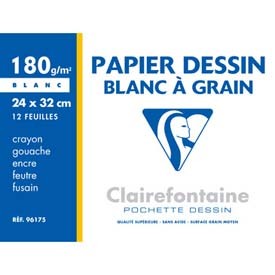 180g/m²
BLANC
24 x 32 cm
12 FEUILLES
crayon
gouache
encre
feutre
fusain
RÉF. 96175
PAPIER DESSIN
BLANC À GRAIN
Clairefontaine
POCHETTE DESSIN
QUALITÉ SUPÉRIEURE - SANS ACIDE - SURFACE GRAIN MOYEN